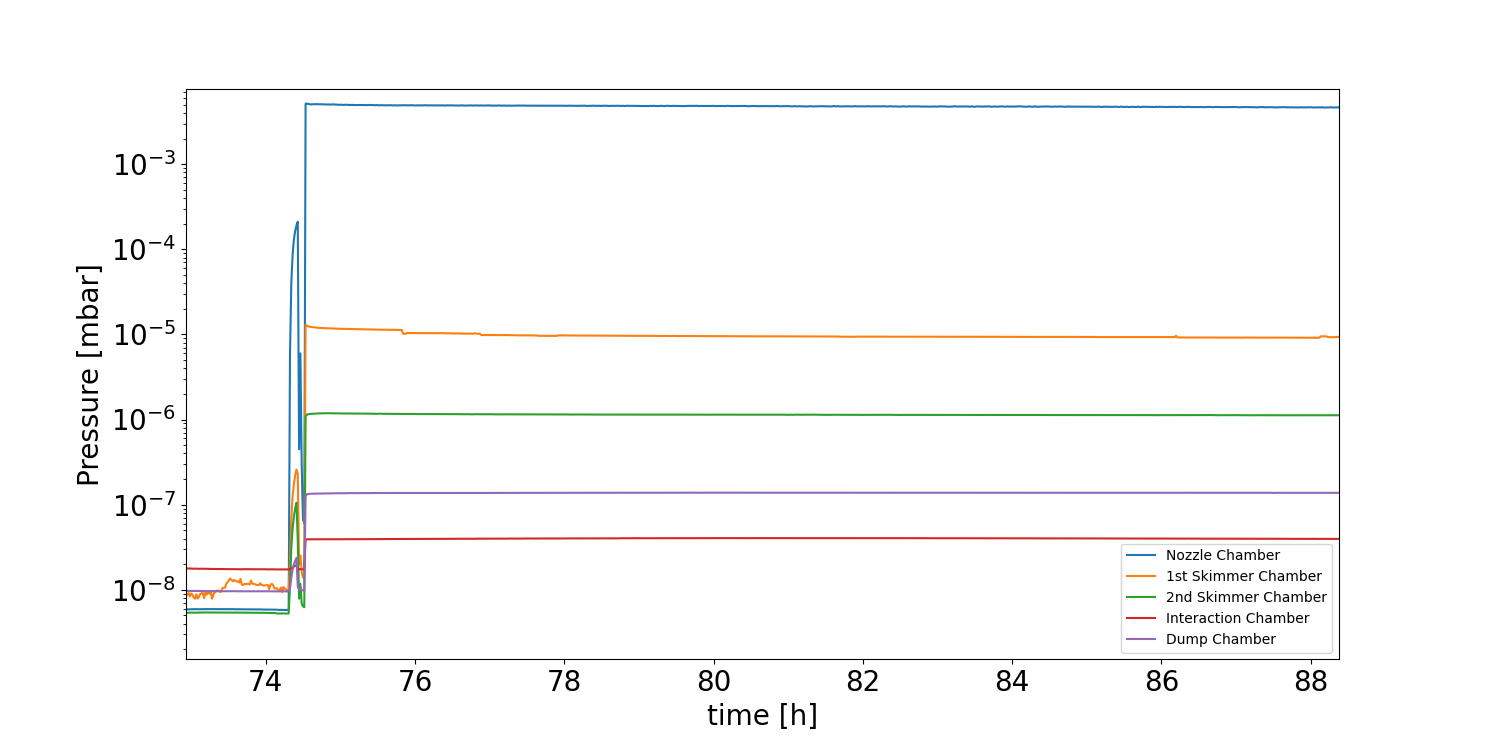 Pressure [mbar]
10⁻³
10⁻⁴
10⁻⁵
10⁻⁶
10⁻⁷
10⁻⁸
Nozzle Chamber
1st Skimmer Chamber
2nd Skimmer Chamber
Interaction Chamber
Dump Chamber
74 76 78 80 82 84 86 88
time [h]